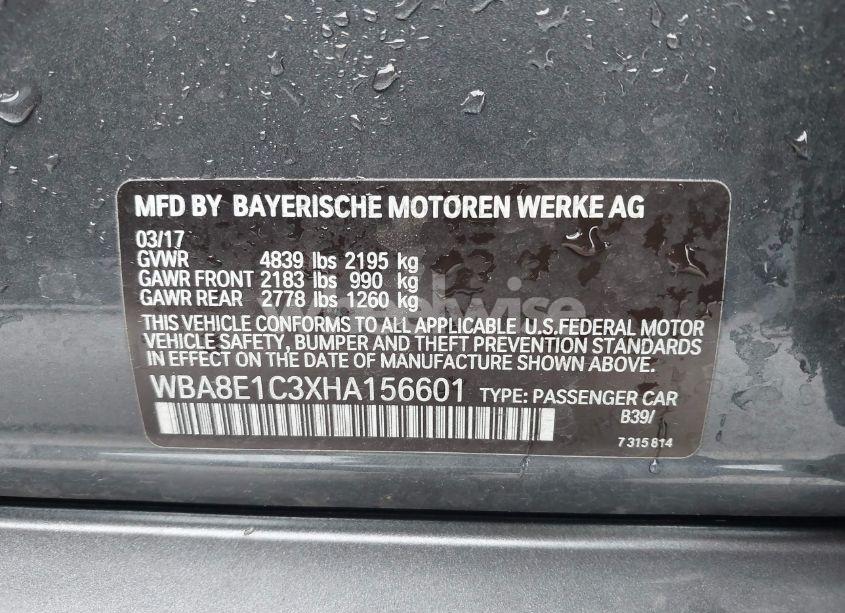 MFD BY BAYERISCHE MOTOREN WERKE AG
03/17
GVWR 4839 lbs 2195 kg
GAWR FRONT 2183 lbs 990 kg
GAWR REAR 2778 lbs 1260 kg
THIS VEHICLE CONFORMS TO ALL APPLICABLE U.S.FEDERAL MOTOR
VEHICLE SAFETY, BUMPER AND THEFT PREVENTION STANDARDS
IN EFFECT ON THE DATE OF MANUFACTURE SHOWN ABOVE.
WBA8E1C3XHA156601 TYPE: PASSENGER CAR
B39/
7 315 814
wheelwise